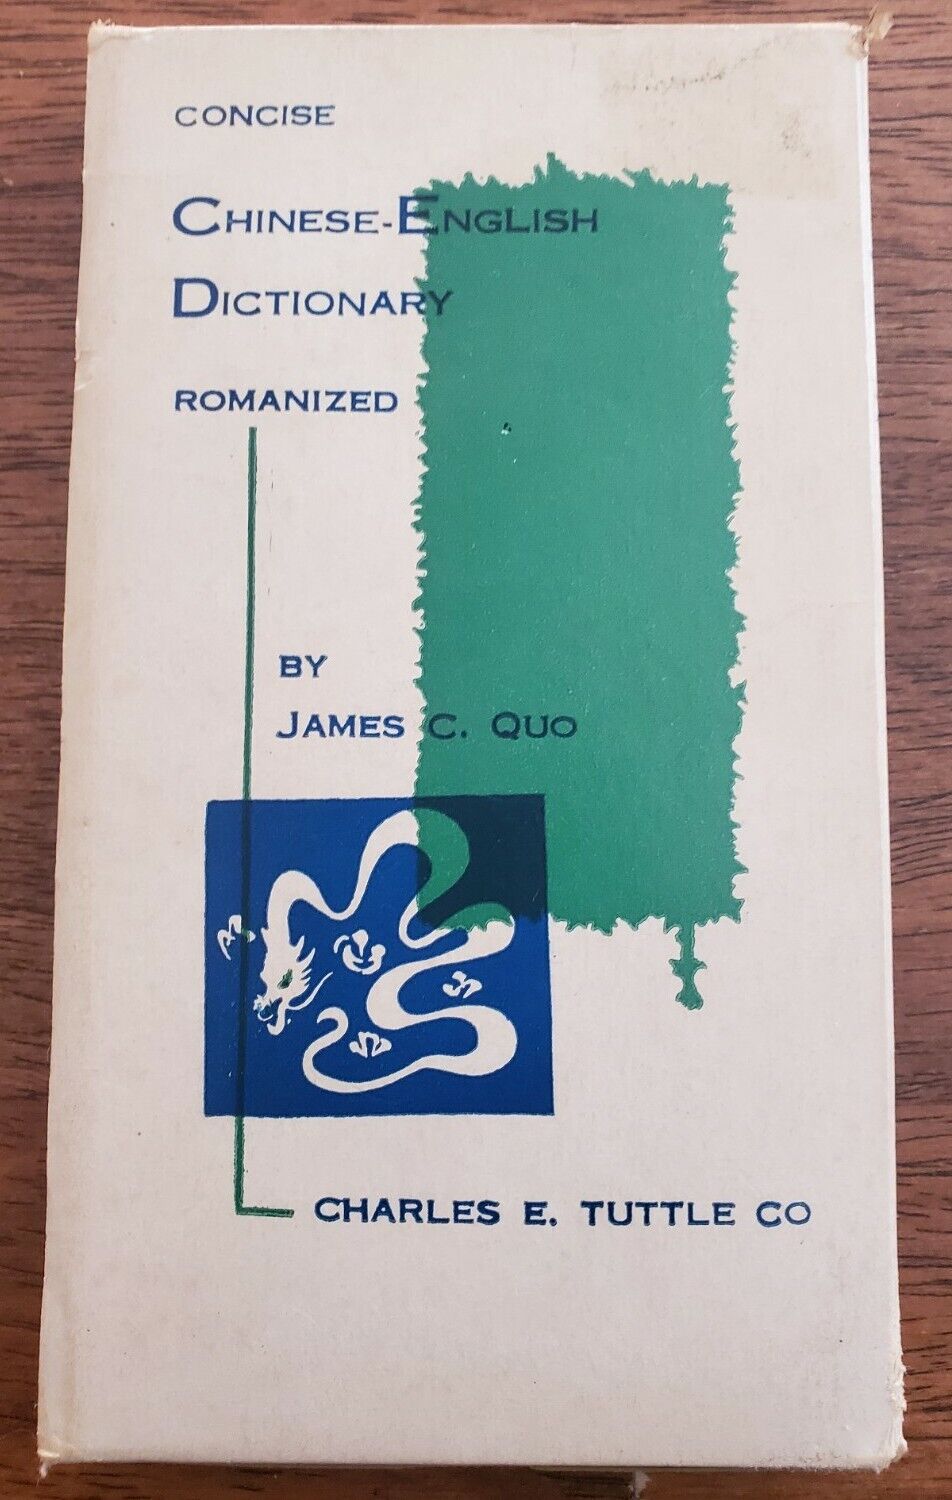 CONCISE
CHINESE-ENGLISH
DICTIONARY
ROMANIZED
BY
JAMES C. QUO
CHARLES E. TUTTLE CO